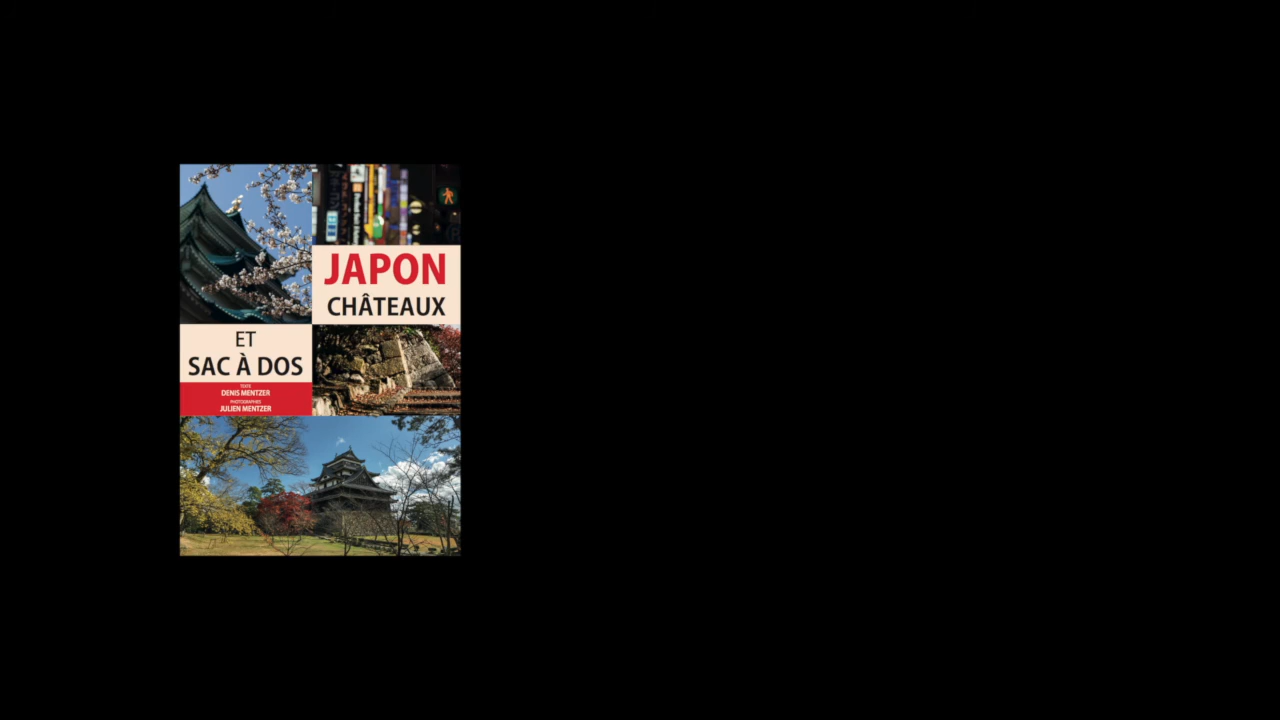 JAPON
CHÂTEAUX
ET
SAC À DOS
TEXTE
DENIS MENTZER
PHOTOGRAPHIES
JULIEN MENTZER